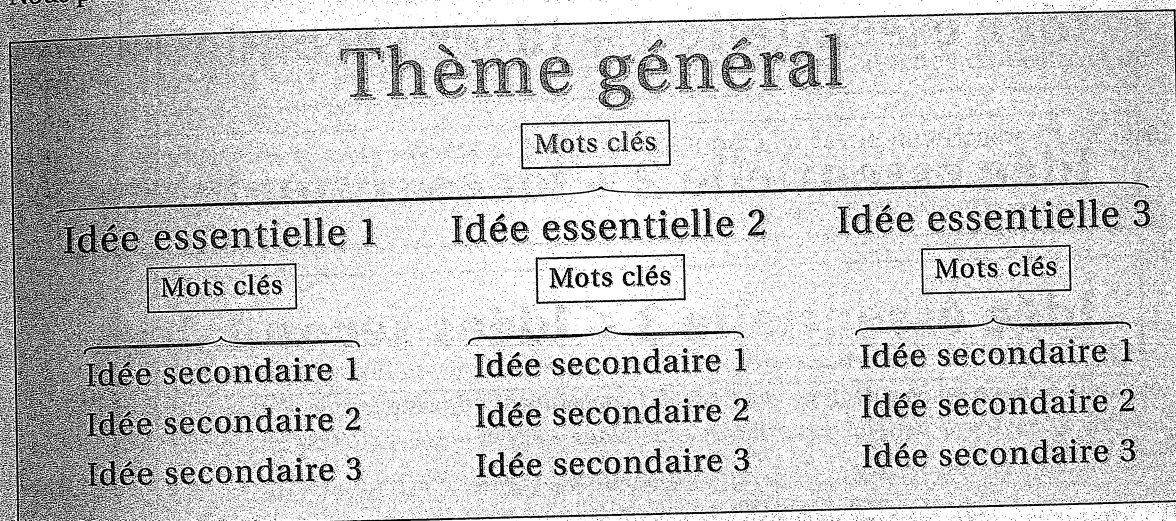 Thème général
Mots clés
Idée essentielle 1 Idée essentielle 2 Idée essentielle 3
Mots clés Mots clés Mots clés
Idée secondaire 1 Idée secondaire 1 Idée secondaire 1
Idée secondaire 2 Idée secondaire 2 Idée secondaire 2
Idée secondaire 3 Idée secondaire 3 Idée secondaire 3